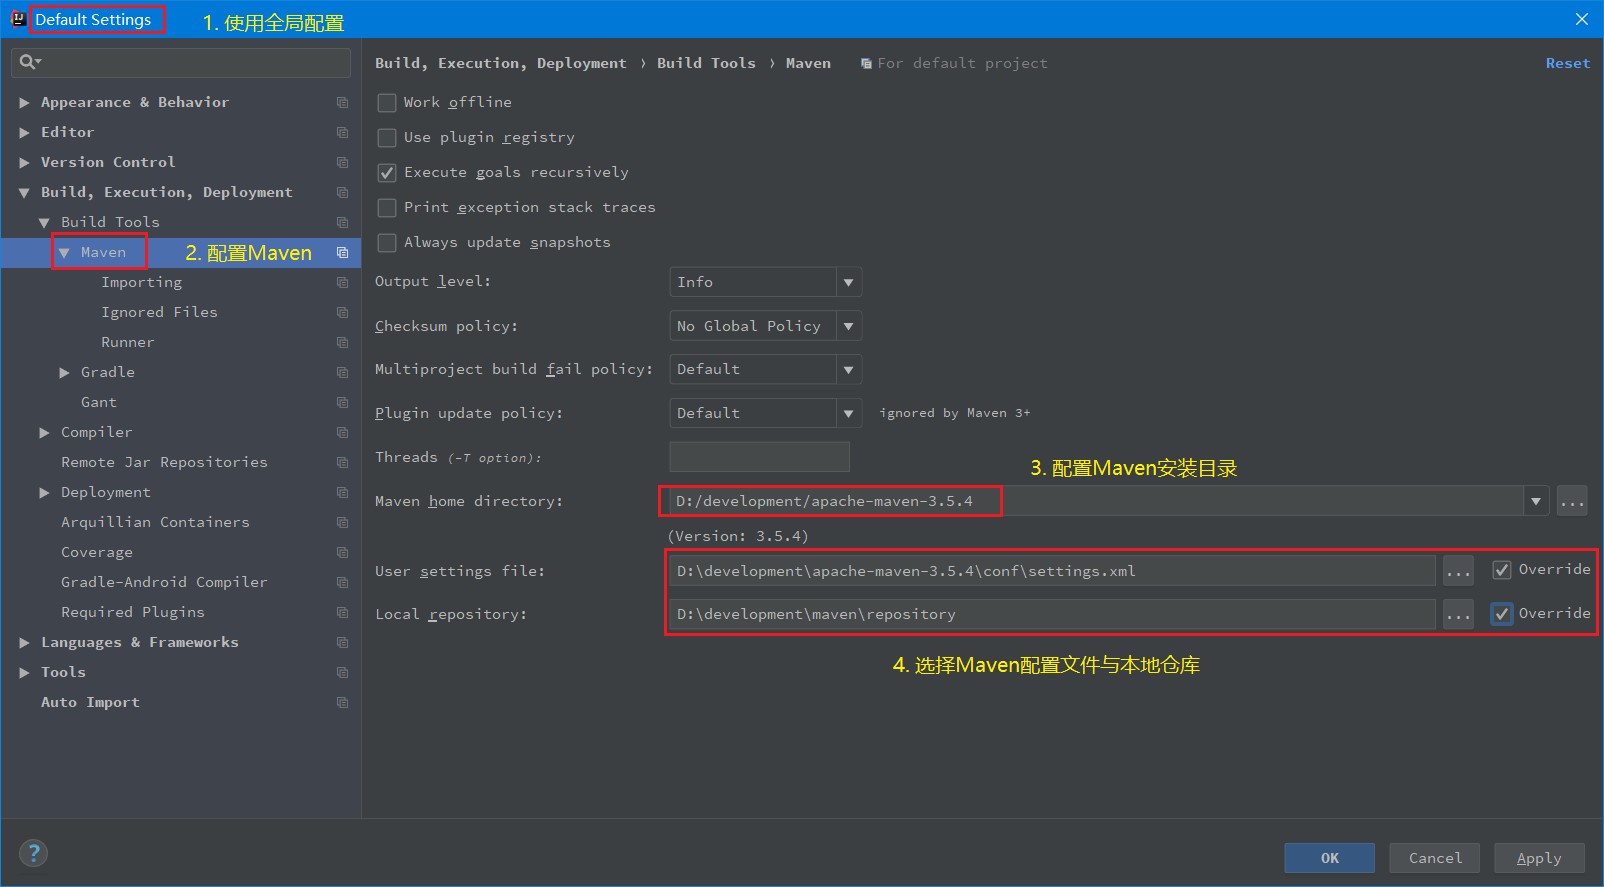 Default Settings
1. 使用全局配置
Build, Execution, Deployment › Build Tools › Maven For default project Reset
Appearance & Behavior
Editor
Version Control
Build, Execution, Deployment
Build Tools
Maven
2. 配置Maven
Importing
Ignored Files
Runner
Gradle
Gant
Compiler
Remote Jar Repositories
Deployment
Arquillian Containers
Coverage
Gradle-Android Compiler
Required Plugins
Languages & Frameworks
Tools
Auto Import
Work offline
Use plugin registry
Execute goals recursively
Print exception stack traces
Always update snapshots
Output level: Info
Checksum policy: No Global Policy
Multiproject build fail policy: Default
Plugin update policy: Default ignored by Maven 3+
Threads (-T option):
3. 配置Maven安装目录
Maven home directory: D:/development/apache-maven-3.5.4 ...
(Version: 3.5.4)
User settings file: D:\development\apache-maven-3.5.4\conf\settings.xml ... Override
Local repository: D:\development\maven\repository ... Override
4. 选择Maven配置文件与本地仓库
? OK Cancel Apply